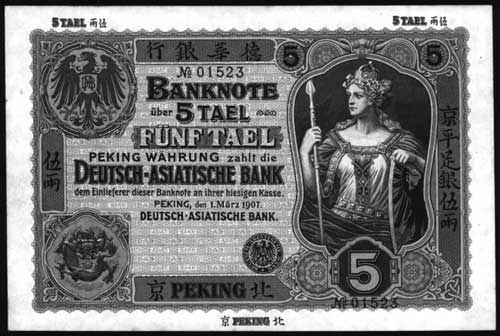 5 TAEL 兩伍
5 TAEL 兩伍
行銀華德
5
№ 01523
BANKNOTE
über 5 TAEL
FÜNF TAEL
PEKING WÄHRUNG zahlt die
DEUTSCH-ASIATISCHE BANK
dem Einlieferer dieser Banknote an ihrer hiesigen Kasse.
PEKING, den 1. März 1907.
DEUTSCH-ASIATISCHE BANK.
伍兩
京平足銀伍兩
5
№ 01523
京 PEKING 北
京 PEKING 北